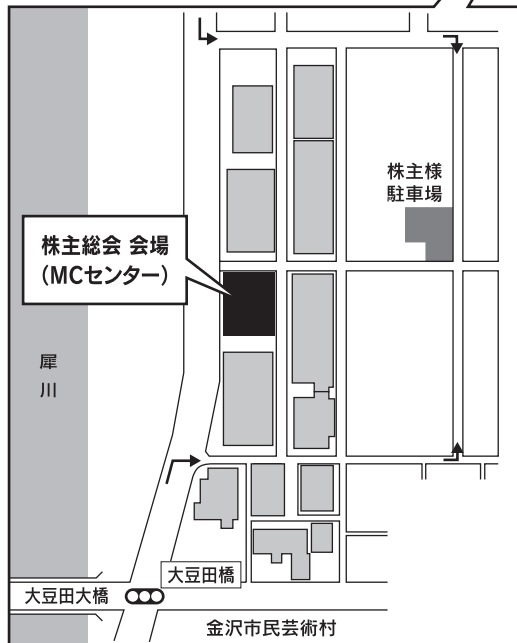 株主様
駐車場
株主総会 会場
（MCセンター）
犀
川
大豆田橋
大豆田大橋
金沢市民芸術村